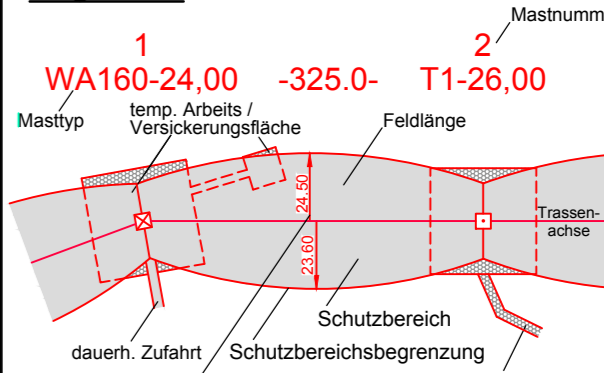 Mastnumm
1 2
WA160-24,00 -325.0- T1-26,00
Masttyp
temp. Arbeits /
Versickerungsfläche
Feldlänge
24.50
23.60
Trassen-
achse
Schutzbereich
dauerh. Zufahrt
Schutzbereichsbegrenzung